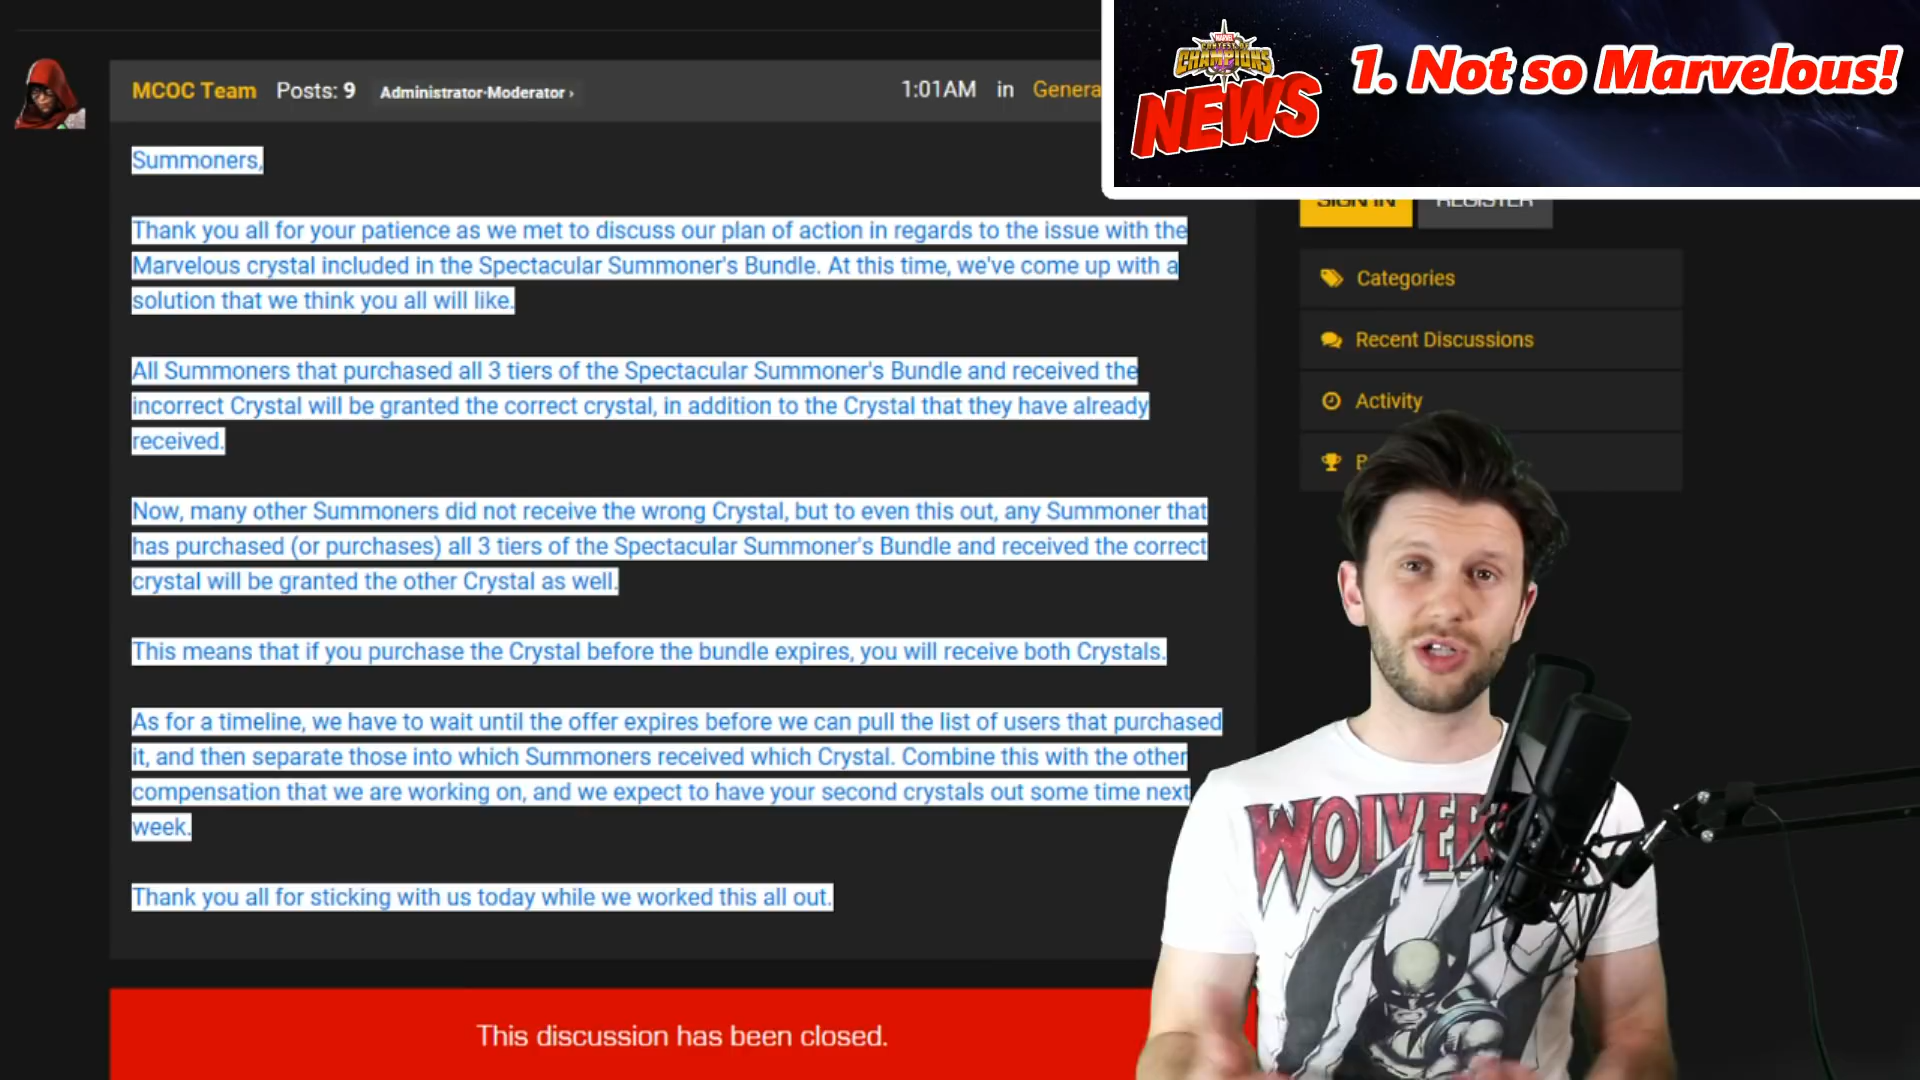 MCOC Team Posts: 9 Administrator·Moderator › 1:01AM in Genera
Summoners,
Thank you all for your patience as we met to discuss our plan of action in regards to the issue with the
Marvelous crystal included in the Spectacular Summoner's Bundle. At this time, we've come up with a
solution that we think you all will like.
All Summoners that purchased all 3 tiers of the Spectacular Summoner's Bundle and received the
incorrect Crystal will be granted the correct crystal, in addition to the Crystal that they have already
received.
Now, many other Summoners did not receive the wrong Crystal, but to even this out, any Summoner that
has purchased (or purchases) all 3 tiers of the Spectacular Summoner's Bundle and received the correct
crystal will be granted the other Crystal as well.
This means that if you purchase the Crystal before the bundle expires, you will receive both Crystals.
As for a timeline, we have to wait until the offer expires before we can pull the list of users that purchased
it, and then separate those into which Summoners received which Crystal. Combine this with the other
compensation that we are working on, and we expect to have your second crystals out some time next
week.
Thank you all for sticking with us today while we worked this all out.
This discussion has been closed.
MARVEL
CONTEST OF
CHAMPIONS
NEWS
1. Not so Marvelous!
SIGN IN REGISTER
Categories
Recent Discussions
Activity
B
WOLVER